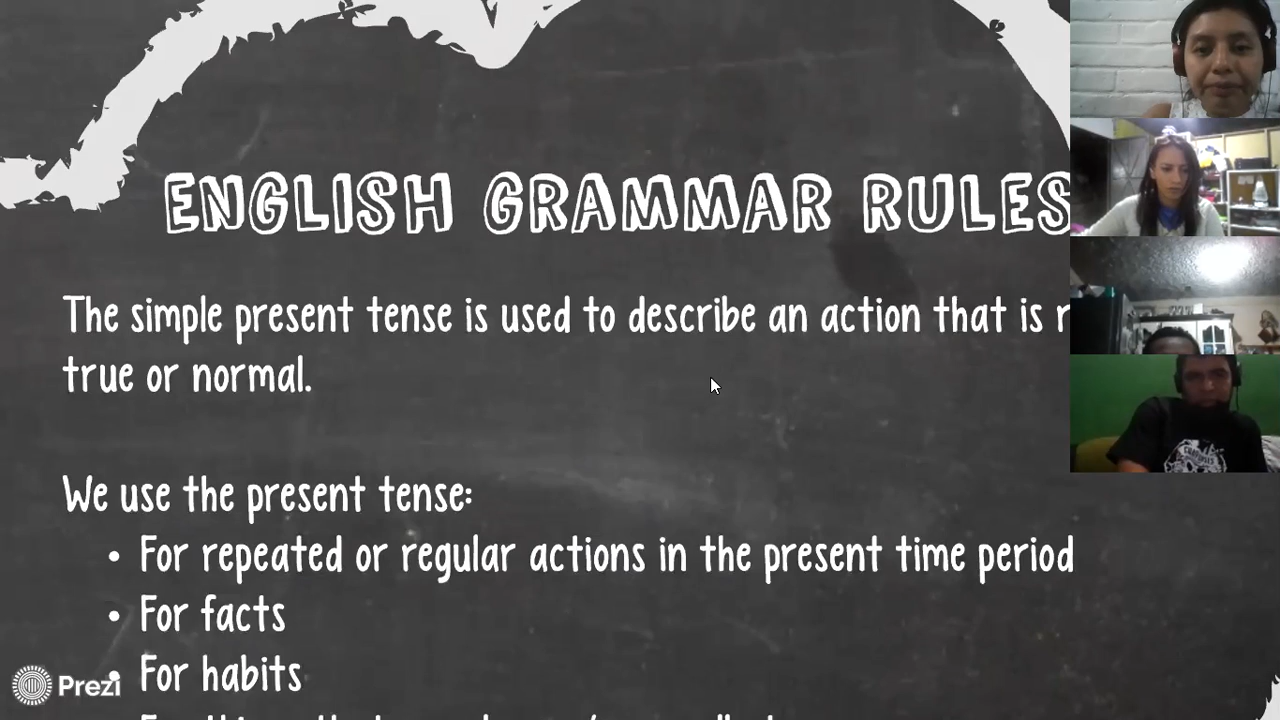 ENGLISH GRAMMAR RULES
The simple present tense is used to describe an action that is
true or normal.
We use the present tense:
• For repeated or regular actions in the present time period
• For facts
• For habits
Prezi